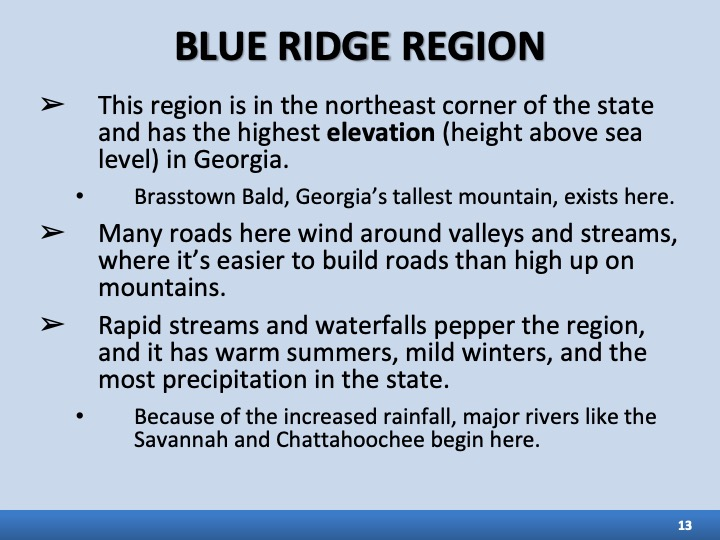 BLUE RIDGE REGION
➢ This region is in the northeast corner of the state
and has the highest elevation (height above sea
level) in Georgia.
• Brasstown Bald, Georgia’s tallest mountain, exists here.
➢ Many roads here wind around valleys and streams,
where it’s easier to build roads than high up on
mountains.
➢ Rapid streams and waterfalls pepper the region,
and it has warm summers, mild winters, and the
most precipitation in the state.
• Because of the increased rainfall, major rivers like the
Savannah and Chattahoochee begin here.
13